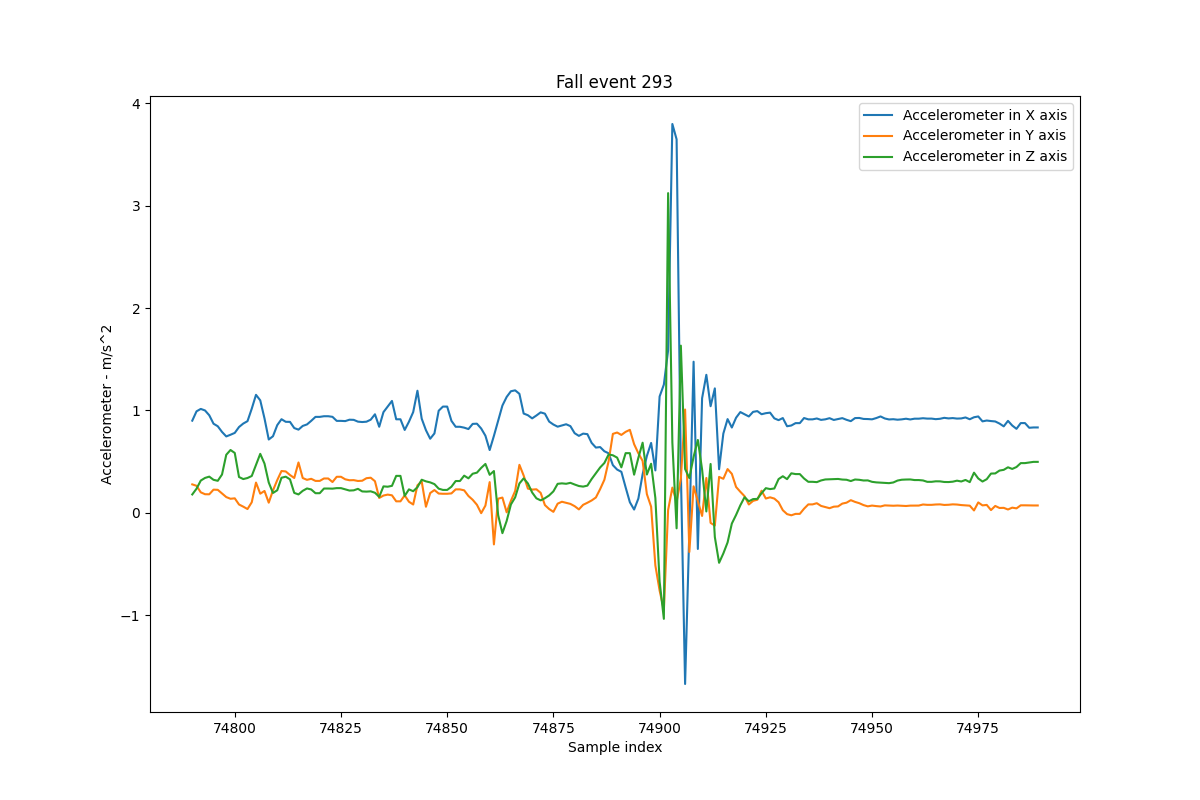 Fall event 293
Accelerometer in X axis
Accelerometer in Y axis
Accelerometer in Z axis
Accelerometer - m/s^2
4
3
2
1
0
−1
74800 74825 74850 74875 74900 74925 74950 74975
Sample index